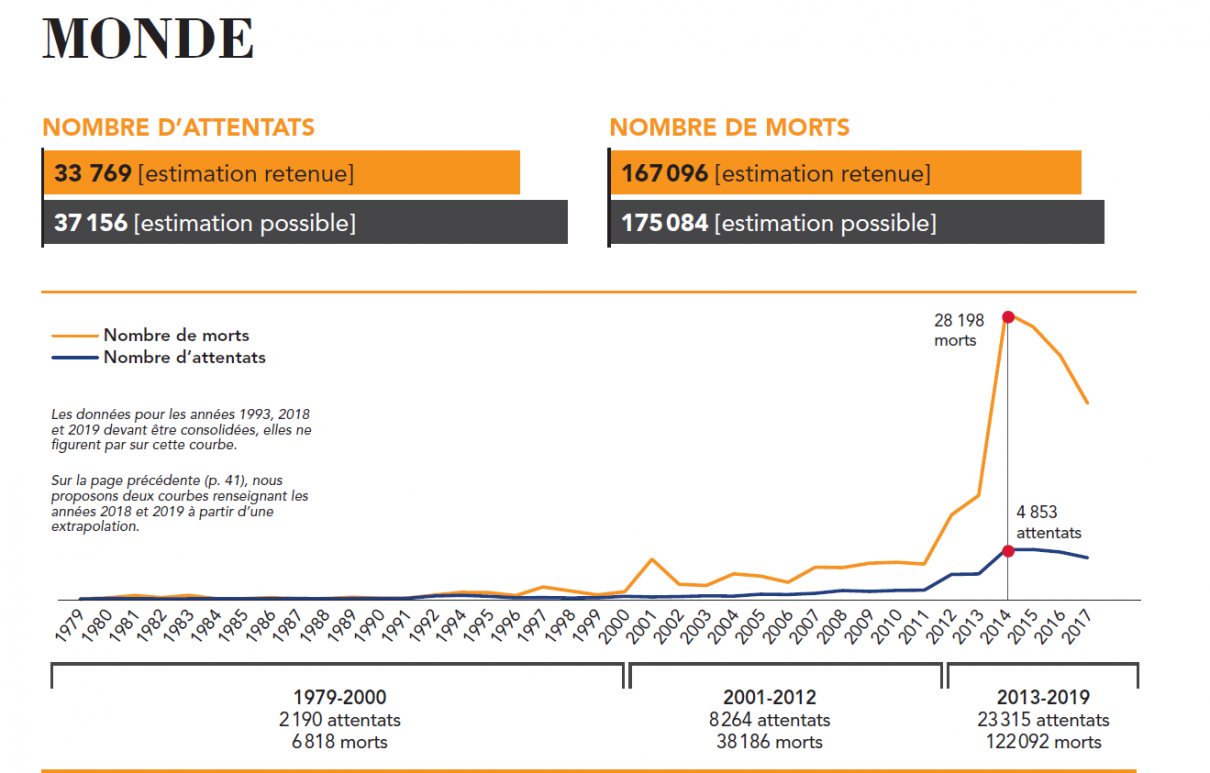 MONDE
NOMBRE D'ATTENTATS
33 769 [estimation retenue]
37 156 [estimation possible]
NOMBRE DE MORTS
167 096 [estimation retenue]
175 084 [estimation possible]
Nombre de morts
Nombre d'attentats
Les données pour les années 1993, 2018
et 2019 devant être consolidées, elles ne
figurent par sur cette courbe.
Sur la page précédente (p. 41), nous
proposons deux courbes renseignant les
années 2018 et 2019 à partir d'une
extrapolation.
28 198
morts
4 853
attentats
1979 1980 1981 1982 1983 1984 1985 1986 1987 1988 1989 1990 1991 1992 1994 1995 1996 1997 1998 1999 2000 2001 2002 2003 2004 2005 2006 2007 2008 2009 2010 2011 2012 2013 2014 2015 2016 2017
1979-2000
2 190 attentats
6 818 morts
2001-2012
8 264 attentats
38 186 morts
2013-2019
23 315 attentats
122 092 morts